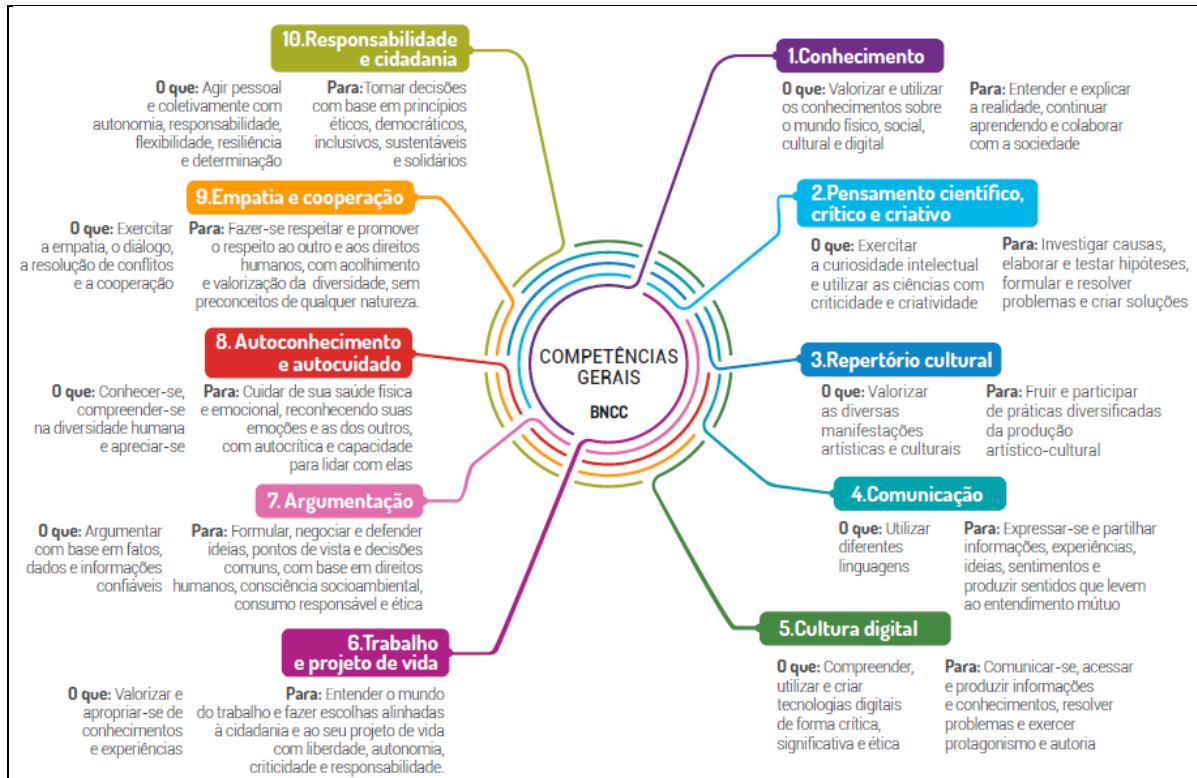 COMPETÊNCIAS
GERAIS
BNCC
1.Conhecimento
O que: Valorizar e utilizar
os conhecimentos sobre
o mundo físico, social,
cultural e digital
Para: Entender e explicar
a realidade, continuar
aprendendo e colaborar
com a sociedade
2.Pensamento científico,
crítico e criativo
O que: Exercitar
a curiosidade intelectual
e utilizar as ciências com
criticidade e criatividade
Para: Investigar causas,
elaborar e testar hipóteses,
formular e resolver
problemas e criar soluções
3.Repertório cultural
O que: Valorizar
as diversas
manifestações
artísticas e culturais
Para: Fruir e participar
de práticas diversificadas
da produção
artístico-cultural
4.Comunicação
O que: Utilizar
diferentes
linguagens
Para: Expressar-se e partilhar
informações, experiências,
ideias, sentimentos e
produzir sentidos que levem
ao entendimento mútuo
5.Cultura digital
O que: Compreender,
utilizar e criar
tecnologias digitais
de forma crítica,
significativa e ética
Para: Comunicar-se, acessar
e produzir informações
e conhecimentos, resolver
problemas e exercer
protagonismo e autoria
6.Trabalho
e projeto de vida
O que: Valorizar e
apropriar-se de
conhecimentos
e experiências
Para: Entender o mundo
do trabalho e fazer escolhas alinhadas
à cidadania e ao seu projeto de vida
com liberdade, autonomia,
criticidade e responsabilidade.
7. Argumentação
O que: Argumentar
com base em fatos,
dados e informações
confiáveis
Para: Formular, negociar e defender
ideias, pontos de vista e decisões
comuns, com base em direitos
humanos, consciência socioambiental,
consumo responsável e ética
8. Autoconhecimento
e autocuidado
O que: Conhecer-se,
compreender-se
na diversidade humana
e apreciar-se
Para: Cuidar de sua saúde física
e emocional, reconhecendo suas
emoções e as dos outros,
com autocrítica e capacidade
para lidar com elas
9.Empatia e cooperação
O que: Exercitar
a empatia, o diálogo,
a resolução de conflitos
e a cooperação
Para: Fazer-se respeitar e promover
o respeito ao outro e aos direitos
humanos, com acolhimento
e valorização da diversidade, sem
preconceitos de qualquer natureza.
10.Responsabilidade
e cidadania
O que: Agir pessoal
e coletivamente com
autonomia, responsabilidade,
flexibilidade, resiliência
e determinação
Para: Tomar decisões
com base em princípios
éticos, democráticos,
inclusivos, sustentáveis
e solidários